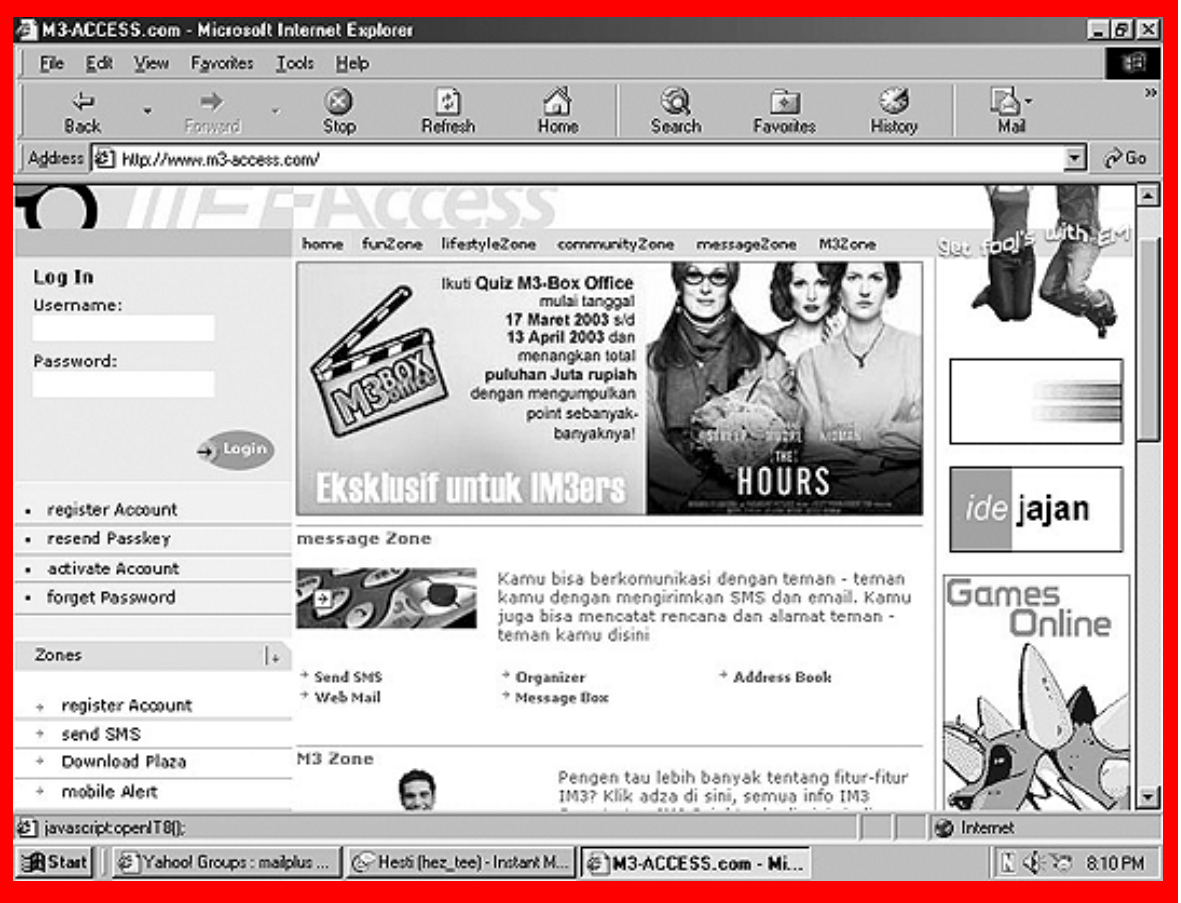 M3-ACCESS.com - Microsoft Internet Explorer
File Edit View Favorites Tools Help
Back Forward Stop Refresh Home Search Favorites History Mail
Address http://www.m3-access.com/ Go
-Access
home funZone lifestyleZone communityZone messageZone M3Zone
get fool's with EM
Log In
Username:
Password:
Login
register Account
resend Passkey
activate Account
forget Password
Zones
register Account
send SMS
Download Plaza
mobile Alert
M3BOX
office
Ikuti Quiz M3-Box Office
mulai tanggal
17 Maret 2003 s/d
13 April 2003 dan
menangkan total
puluhan Juta rupiah
dengan mengumpulkan
point sebanyak-
banyaknya!
Eksklusif untuk IM3ers
THE
HOURS
message Zone
Kamu bisa berkomunikasi dengan teman - teman
kamu dengan mengirimkan SMS dan email. Kamu
juga bisa mencatat rencana dan alamat teman -
teman kamu disini
Send SMS Organizer Address Book
Web Mail Message Box
M3 Zone
Pengen tau lebih banyak tentang fitur-fitur
IM3? Klik adza di sini, semua info IM3
ide jajan
Games
Online
javascript:openIT8();
Internet
Start Yahoo! Groups : mailplus ... Hesti (hez_tee) - Instant M... M3-ACCESS.com - Mi... 8:10 PM